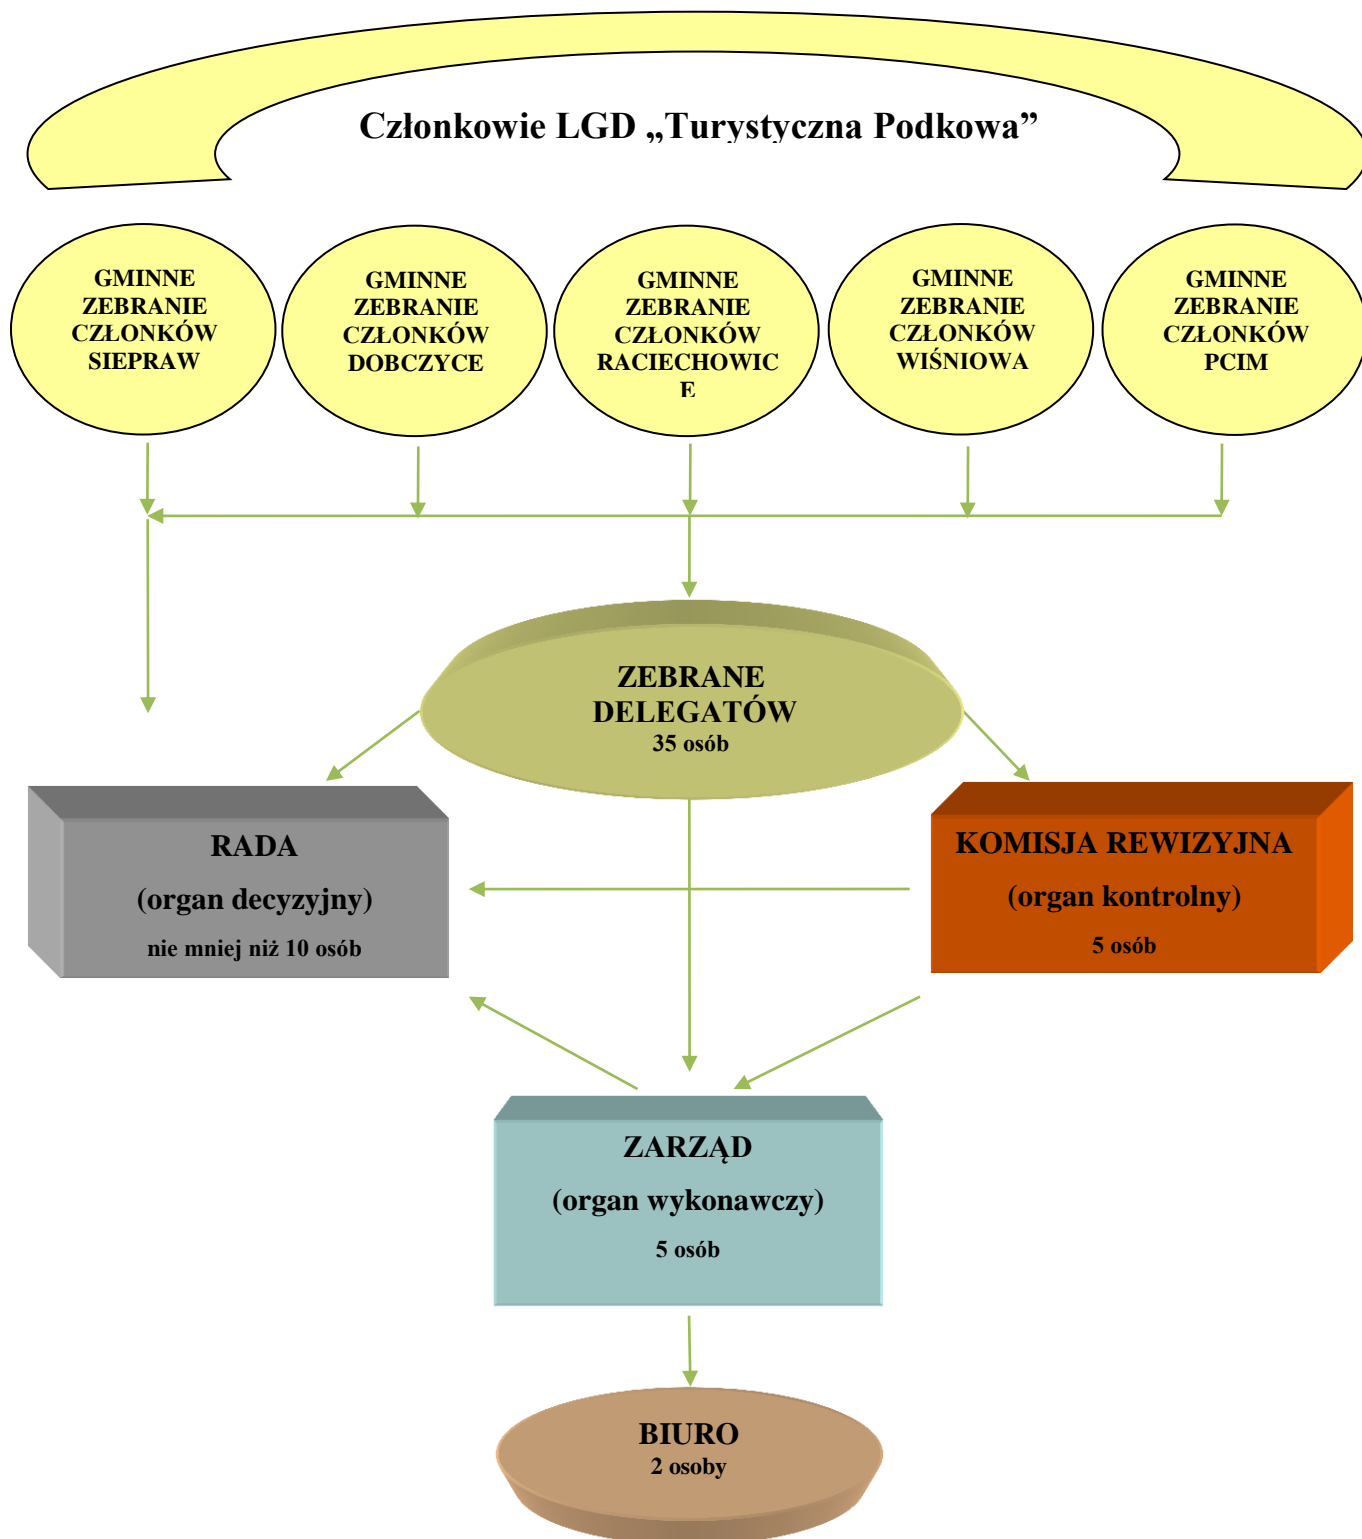 Członkowie LGD „Turystyczna Podkowa”
GMINNE
ZEBRANIE
CZŁONKÓW
SIEPRAW
GMINNE
ZEBRANIE
CZŁONKÓW
DOBCZYCE
GMINNE
ZEBRANIE
CZŁONKÓW
RACIECHOWIC
E
GMINNE
ZEBRANIE
CZŁONKÓW
WIŚNIOWA
GMINNE
ZEBRANIE
CZŁONKÓW
PCIM
ZEBRANE
DELEGATÓW
35 osób
RADA
(organ decyzyjny)
nie mniej niż 10 osób
KOMISJA REWIZYJNA
(organ kontrolny)
5 osób
ZARZĄD
(organ wykonawczy)
5 osób
BIURO
2 osoby